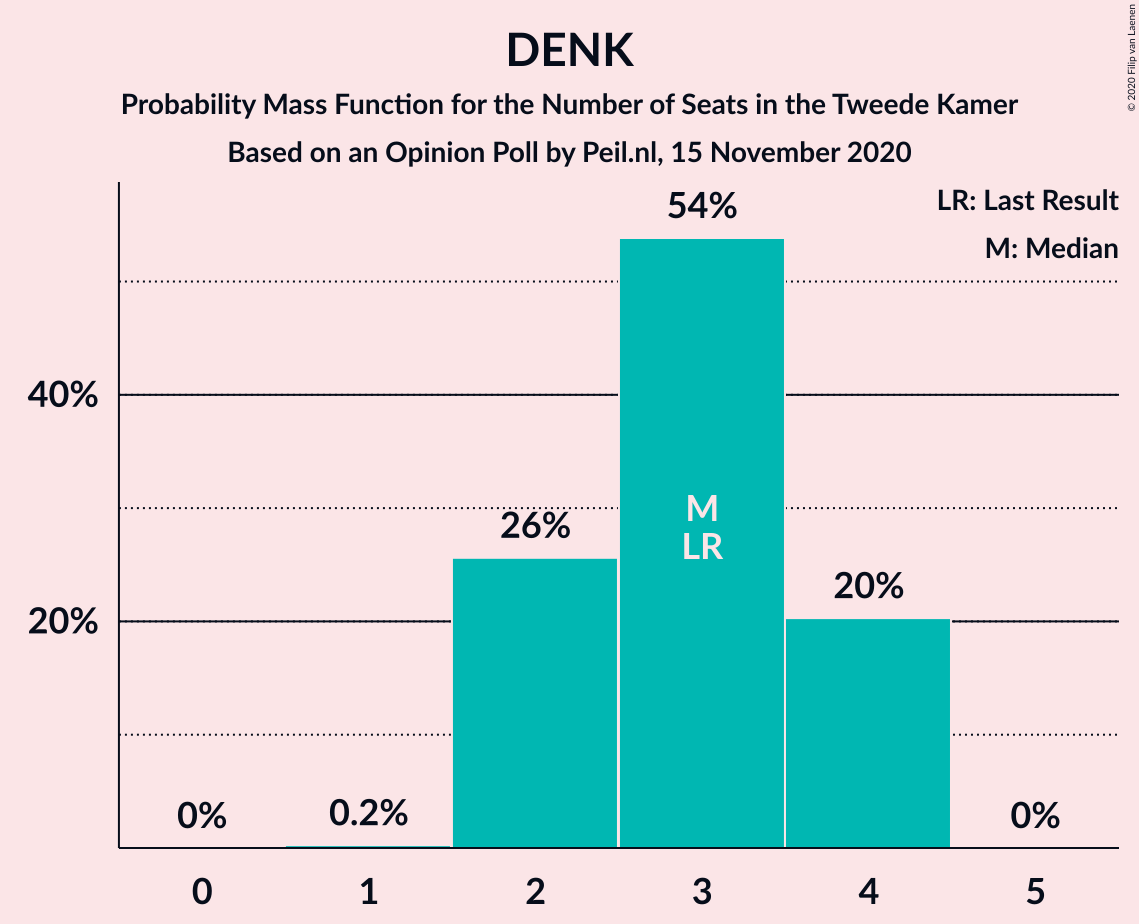 DENK
Probability Mass Function for the Number of Seats in the Tweede Kamer
Based on an Opinion Poll by Peil.nl, 15 November 2020
© 2020 Filip van Laenen
LR: Last Result
M: Median
54%
40%
26%
M
LR
20%
20%
0%
0.2%
0%
0 1 2 3 4 5